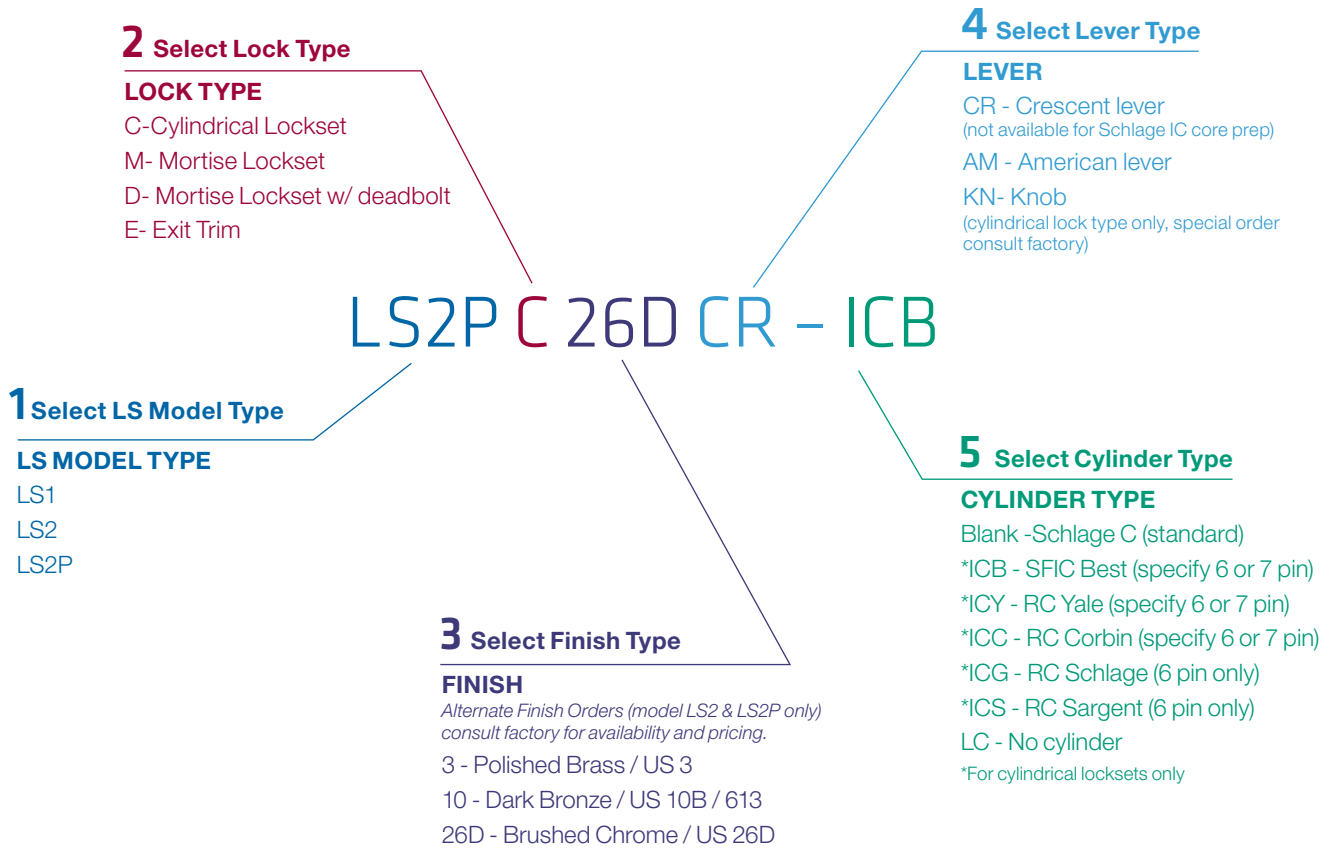 2 Select Lock Type
LOCK TYPE
C-Cylindrical Lockset
M- Mortise Lockset
D- Mortise Lockset w/ deadbolt
E- Exit Trim
4 Select Lever Type
LEVER
CR - Crescent lever
(not available for Schlage IC core prep)
AM - American lever
KN- Knob
(cylindrical lock type only, special order
consult factory)
LS2P C 26D CR – ICB
1 Select LS Model Type
LS MODEL TYPE
LS1
LS2
LS2P
3 Select Finish Type
FINISH
Alternate Finish Orders (model LS2 & LS2P only)
consult factory for availability and pricing.
3 - Polished Brass / US 3
10 - Dark Bronze / US 10B / 613
26D - Brushed Chrome / US 26D
5 Select Cylinder Type
CYLINDER TYPE
Blank -Schlage C (standard)
*ICB - SFIC Best (specify 6 or 7 pin)
*ICY - RC Yale (specify 6 or 7 pin)
*ICC - RC Corbin (specify 6 or 7 pin)
*ICG - RC Schlage (6 pin only)
*ICS - RC Sargent (6 pin only)
LC - No cylinder
*For cylindrical locksets only